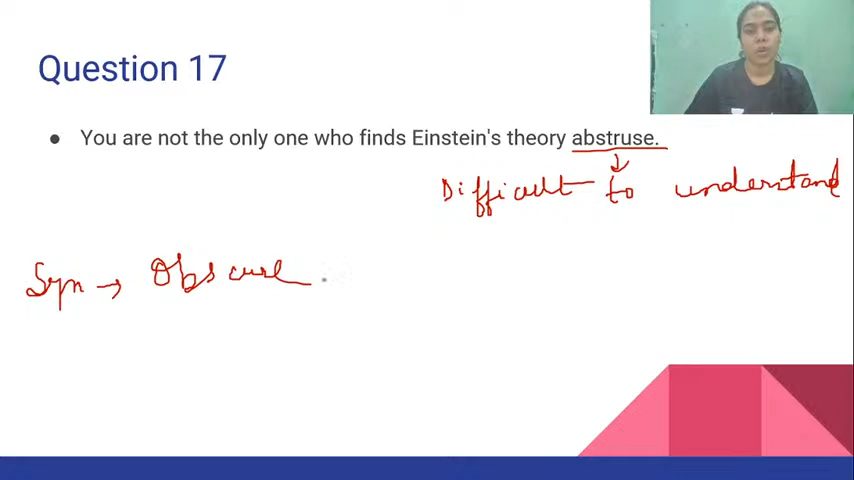 Question 17
● You are not the only one who finds Einstein's theory abstruse.
Difficult to understand
Syn → Obscure